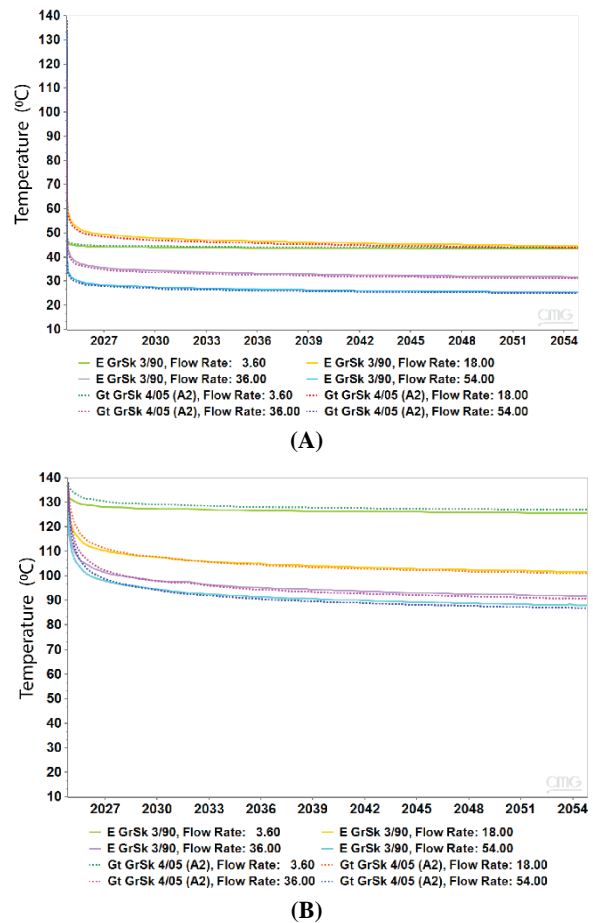 140
130
120
110
100
90
80
70
60
50
40
30
20
10
Temperature (ºC)
2027 2030 2033 2036 2039 2042 2045 2048 2051 2054
CMG
E GrSk 3/90, Flow Rate: 3.60 E GrSk 3/90, Flow Rate: 18.00
E GrSk 3/90, Flow Rate: 36.00 E GrSk 3/90, Flow Rate: 54.00
Gt GrSk 4/05 (A2), Flow Rate: 3.60 Gt GrSk 4/05 (A2), Flow Rate: 18.00
Gt GrSk 4/05 (A2), Flow Rate: 36.00 Gt GrSk 4/05 (A2), Flow Rate: 54.00
(A)
140
130
120
110
100
90
80
70
60
50
40
30
20
10
Temperature (ºC)
2027 2030 2033 2036 2039 2042 2045 2048 2051 2054
CMG
E GrSk 3/90, Flow Rate: 3.60 E GrSk 3/90, Flow Rate: 18.00
E GrSk 3/90, Flow Rate: 36.00 E GrSk 3/90, Flow Rate: 54.00
Gt GrSk 4/05 (A2), Flow Rate: 3.60 Gt GrSk 4/05 (A2), Flow Rate: 18.00
Gt GrSk 4/05 (A2), Flow Rate: 36.00 Gt GrSk 4/05 (A2), Flow Rate: 54.00
(B)